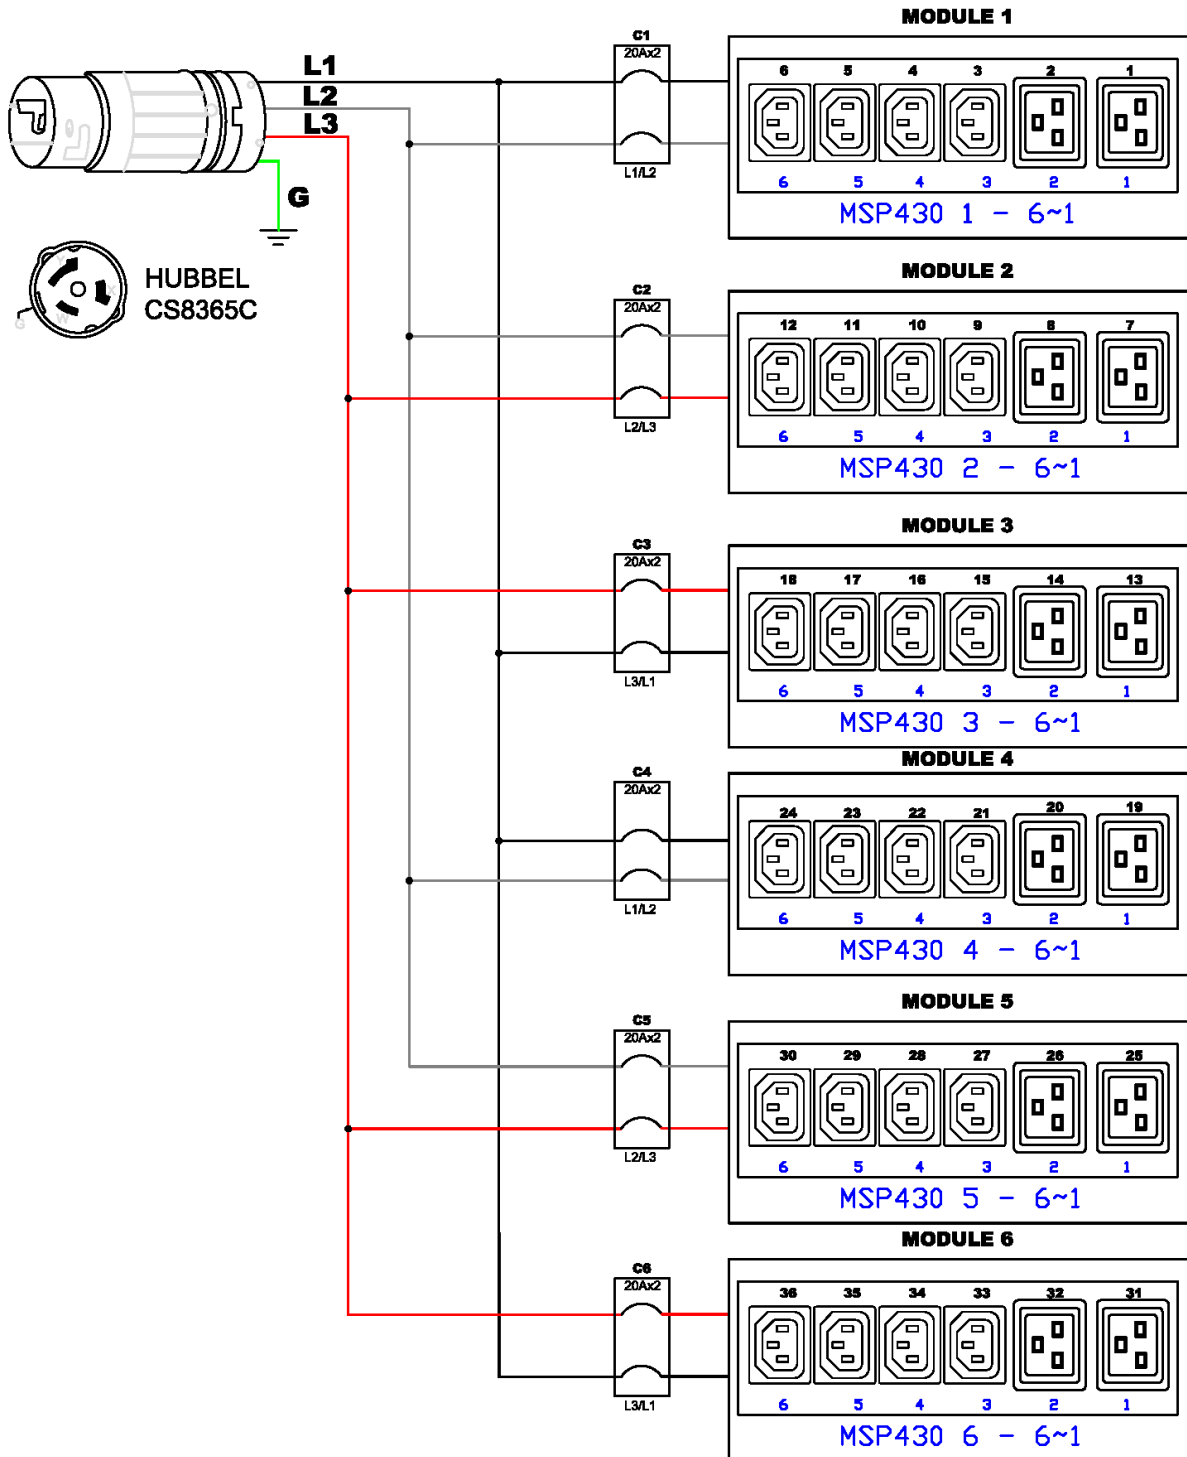 MODULE 1
C1
20Ax2
L1
L2
L3
G
L1/L2
6 5 4 3 2 1
6 5 4 3 2 1
MSP430 1 - 6~1
HUBBEL
CS8365C
Y
X
W
G
MODULE 2
C2
20Ax2
L2/L3
12 11 10 9 8 7
6 5 4 3 2 1
MSP430 2 - 6~1
MODULE 3
C3
20Ax2
L3/L1
18 17 16 15 14 13
6 5 4 3 2 1
MSP430 3 - 6~1
MODULE 4
C4
20Ax2
L1/L2
24 23 22 21 20 19
6 5 4 3 2 1
MSP430 4 - 6~1
MODULE 5
C5
20Ax2
L2/L3
30 29 28 27 26 25
6 5 4 3 2 1
MSP430 5 - 6~1
MODULE 6
C6
20Ax2
L3/L1
36 35 34 33 32 31
6 5 4 3 2 1
MSP430 6 - 6~1